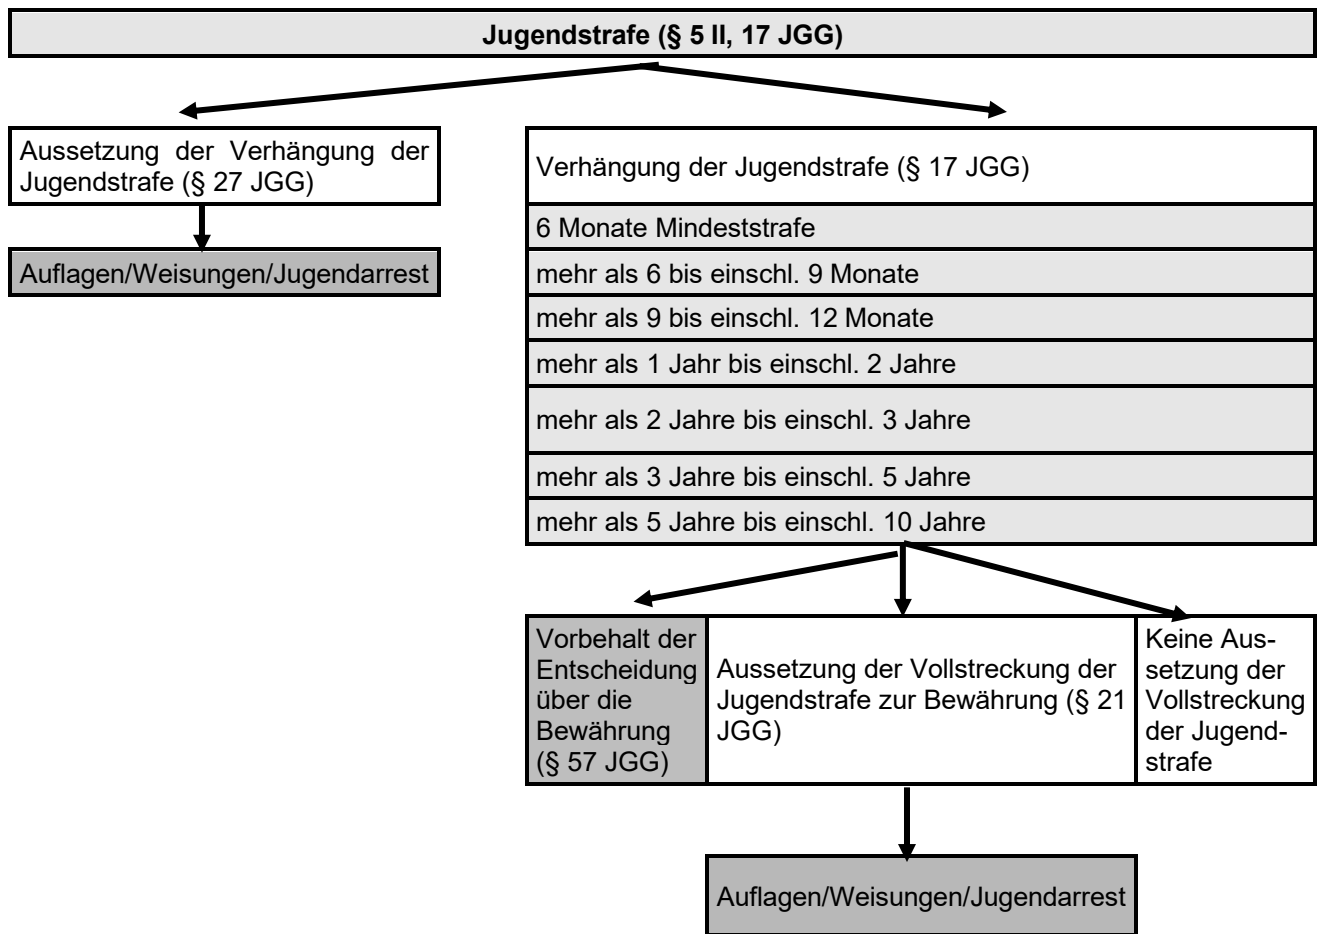 Jugendstrafe (§ 5 II, 17 JGG)
Aussetzung der Verhängung der
Jugendstrafe (§ 27 JGG)
Auflagen/Weisungen/Jugendarrest
Verhängung der Jugendstrafe (§ 17 JGG)
6 Monate Mindeststrafe
mehr als 6 bis einschl. 9 Monate
mehr als 9 bis einschl. 12 Monate
mehr als 1 Jahr bis einschl. 2 Jahre
mehr als 2 Jahre bis einschl. 3 Jahre
mehr als 3 Jahre bis einschl. 5 Jahre
mehr als 5 Jahre bis einschl. 10 Jahre
Vorbehalt der
Entscheidung
über die
Bewährung
(§ 57 JGG)
Aussetzung der Vollstreckung der
Jugendstrafe zur Bewährung (§ 21
JGG)
Keine Aus-
setzung der
Vollstreckung
der Jugend-
strafe
Auflagen/Weisungen/Jugendarrest